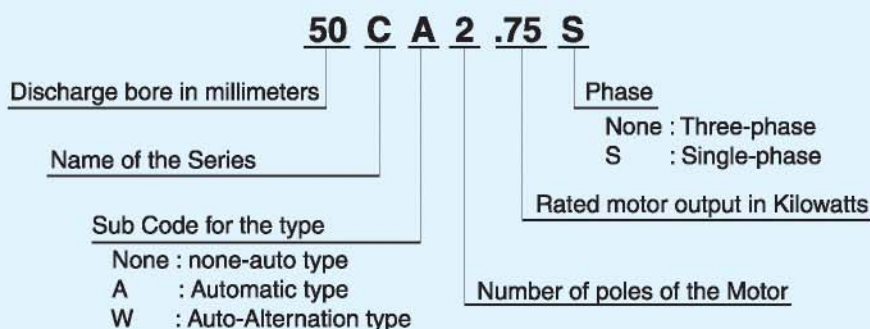 50 C A 2 .75 S
Discharge bore in millimeters
Phase
None : Three-phase
S : Single-phase
Name of the Series
Rated motor output in Kilowatts
Sub Code for the type
None : none-auto type
A : Automatic type
W : Auto-Alternation type
Number of poles of the Motor